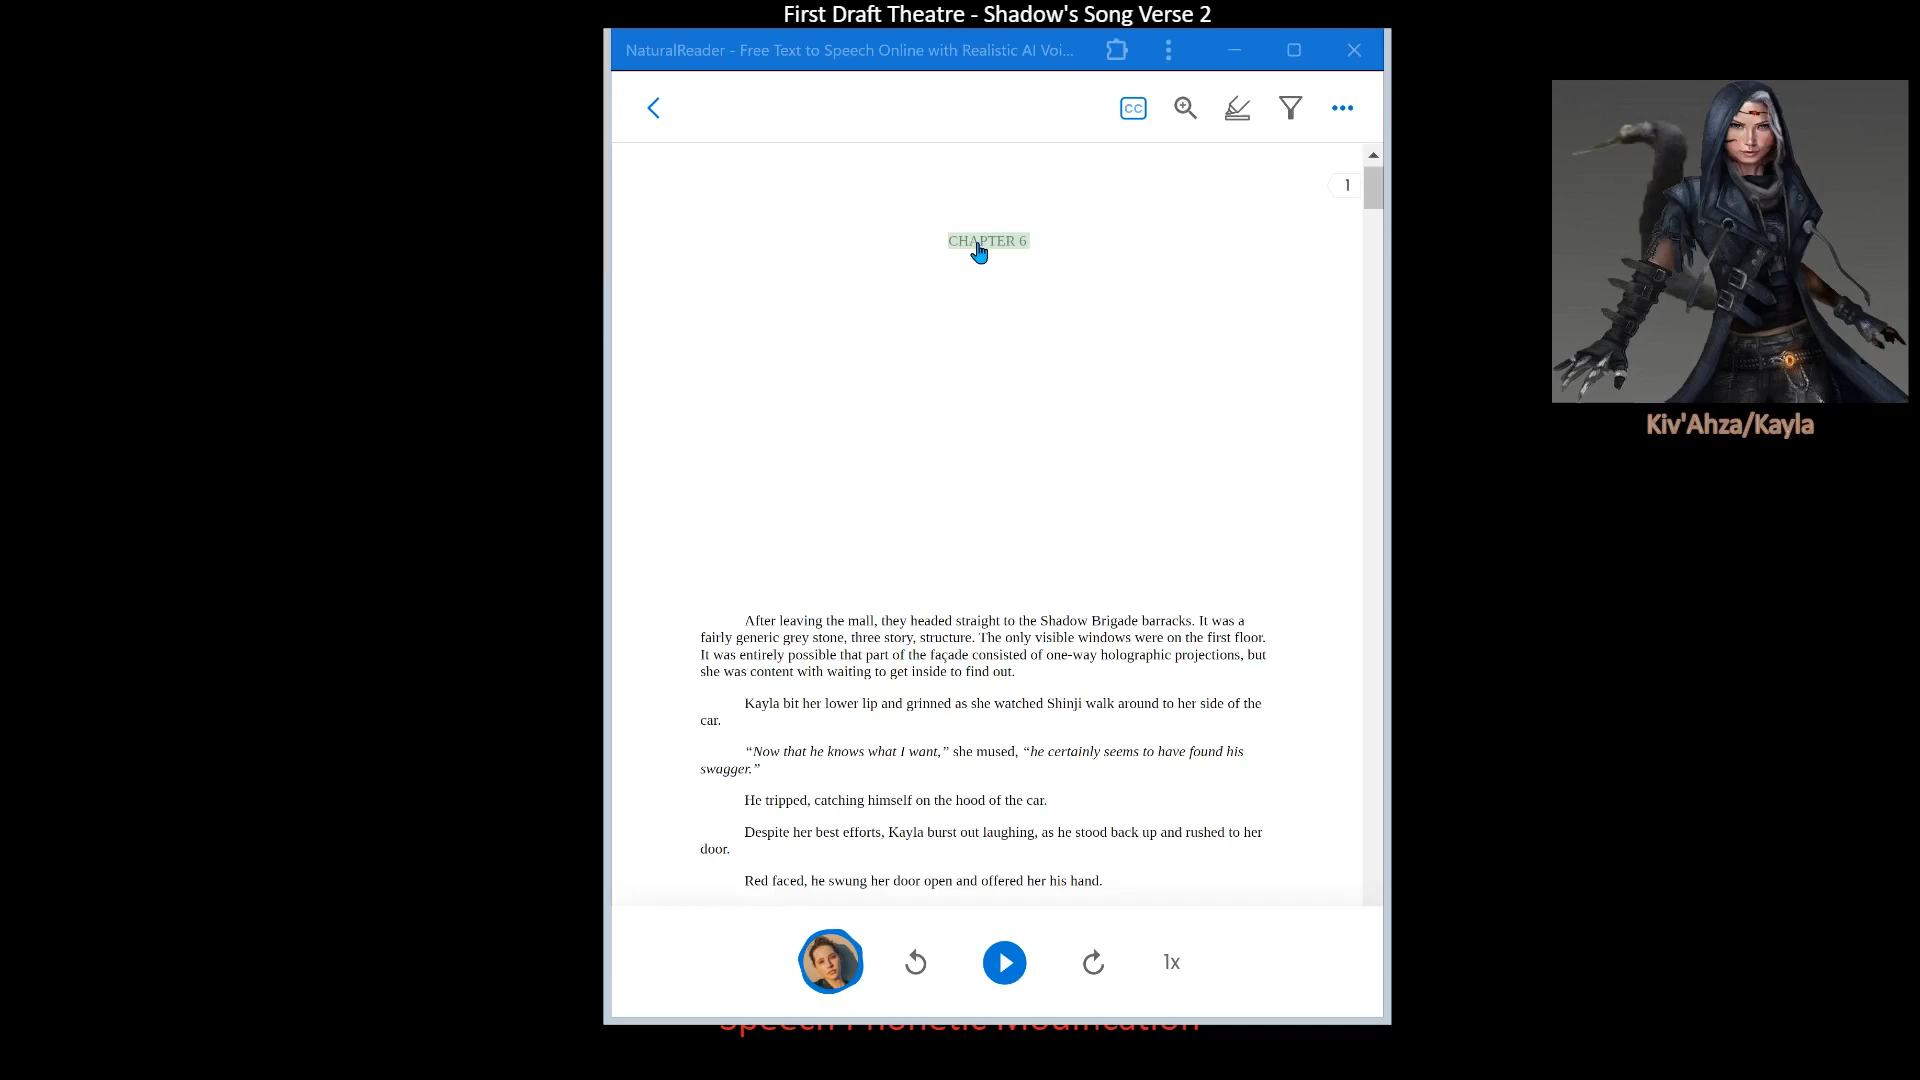 First Draft Theatre - Shadow's Song Verse 2
NaturalReader - Free Text to Speech Online with Realistic AI Voi...
CC
1
CHAPTER 6
After leaving the mall, they headed straight to the Shadow Brigade barracks. It was a
fairly generic grey stone, three story, structure. The only visible windows were on the first floor.
It was entirely possible that part of the façade consisted of one-way holographic projections, but
she was content with waiting to get inside to find out.
Kayla bit her lower lip and grinned as she watched Shinji walk around to her side of the
car.
“Now that he knows what I want,” she mused, “he certainly seems to have found his
swagger.”
He tripped, catching himself on the hood of the car.
Despite her best efforts, Kayla burst out laughing, as he stood back up and rushed to her
door.
Red faced, he swung her door open and offered her his hand.
1x
Speech Phonetic Modification
Kiv'Ahza/Kayla